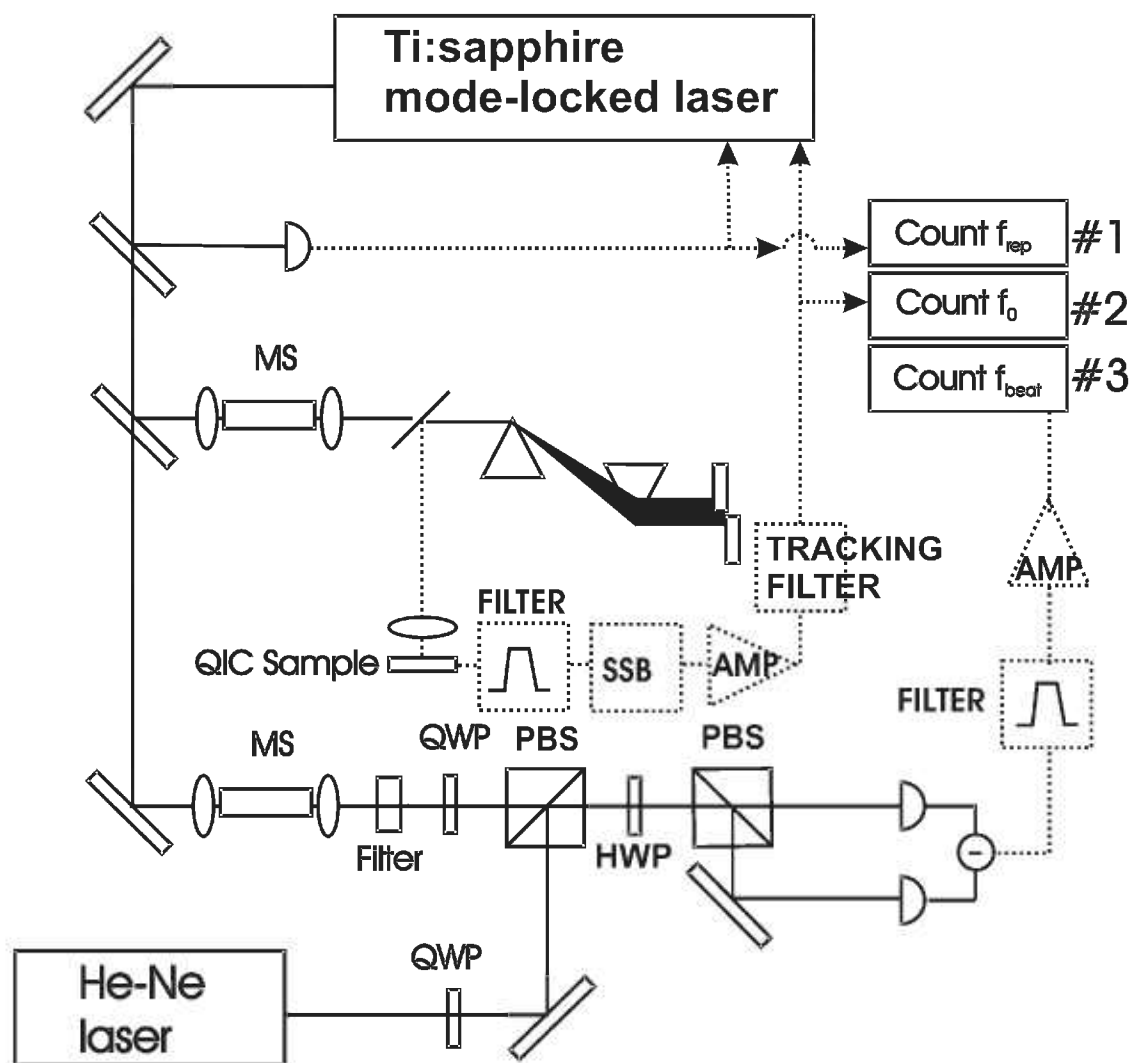 Ti:sapphire
mode-locked laser
Count f_rep #1
Count f_0 #2
Count f_beat #3
MS
TRACKING
FILTER
AMP
FILTER
QIC Sample
SSB
AMP
FILTER
MS
QWP
PBS
PBS
Filter
HWP
QWP
He-Ne
laser